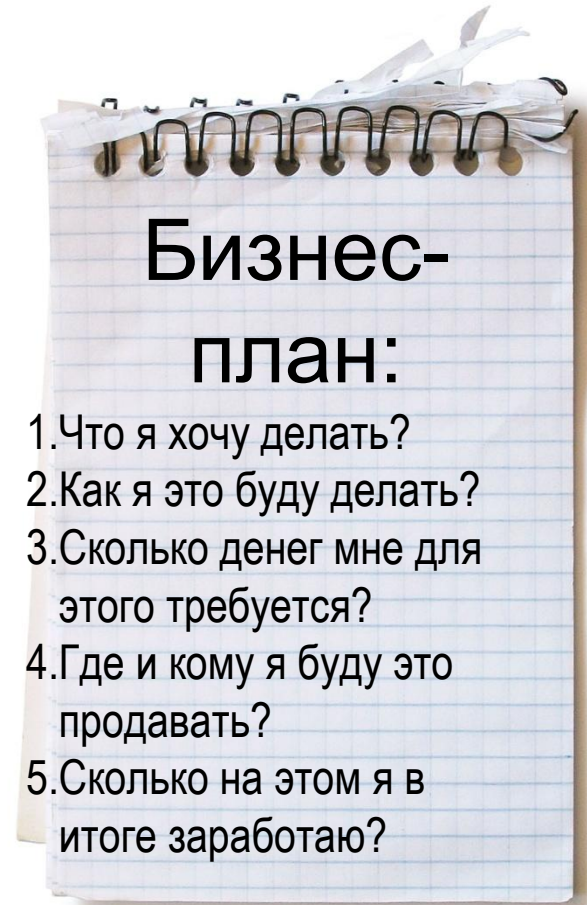 Бизнес-
план:
1.Что я хочу делать?
2.Как я это буду делать?
3.Сколько денег мне для
этого требуется?
4.Где и кому я буду это
продавать?
5.Сколько на этом я в
итоге заработаю?